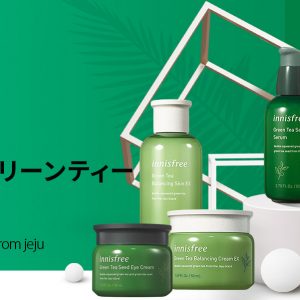 リーンティー
rom jeju
innisfree
Green Tea
Balancing Skin EX
innisfree
Green Tea Se
Serum
innisfree
Green Tea Seed Eye Cream
innisfree
Green Tea Balancing Cream EX